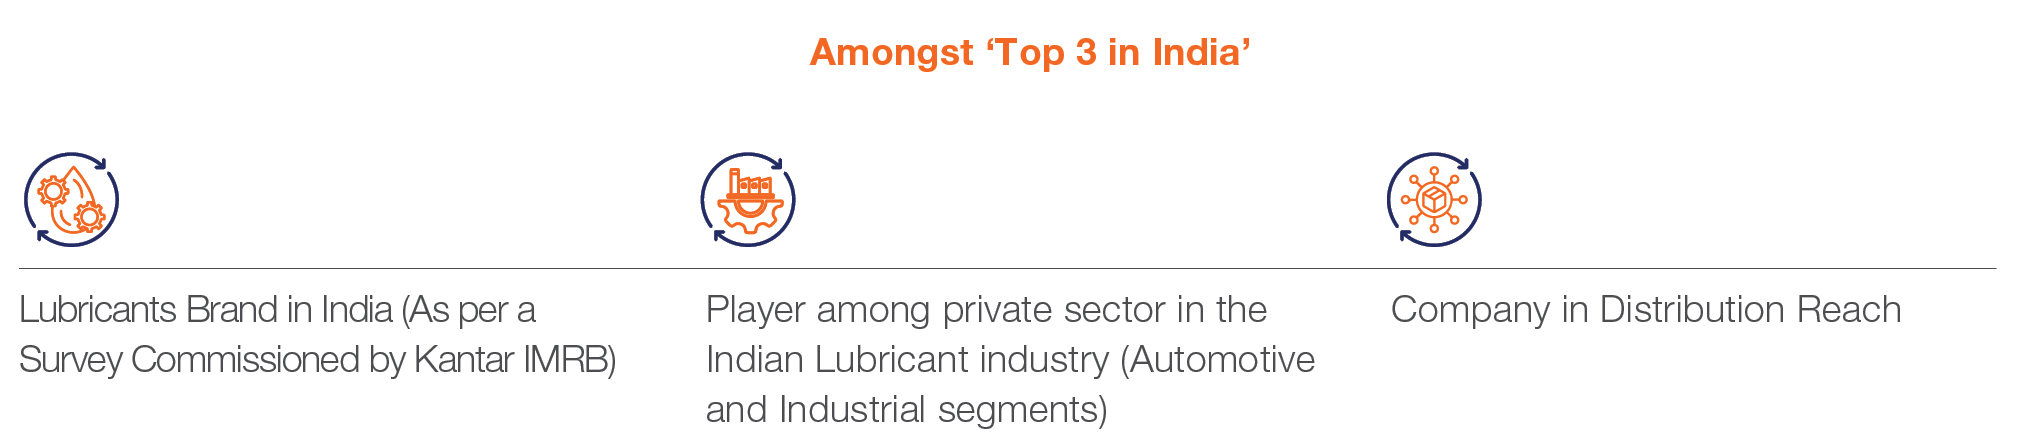 Amongst ‘Top 3 in India’
Lubricants Brand in India (As per a
Survey Commissioned by Kantar IMRB)
Player among private sector in the
Indian Lubricant industry (Automotive
and Industrial segments)
Company in Distribution Reach